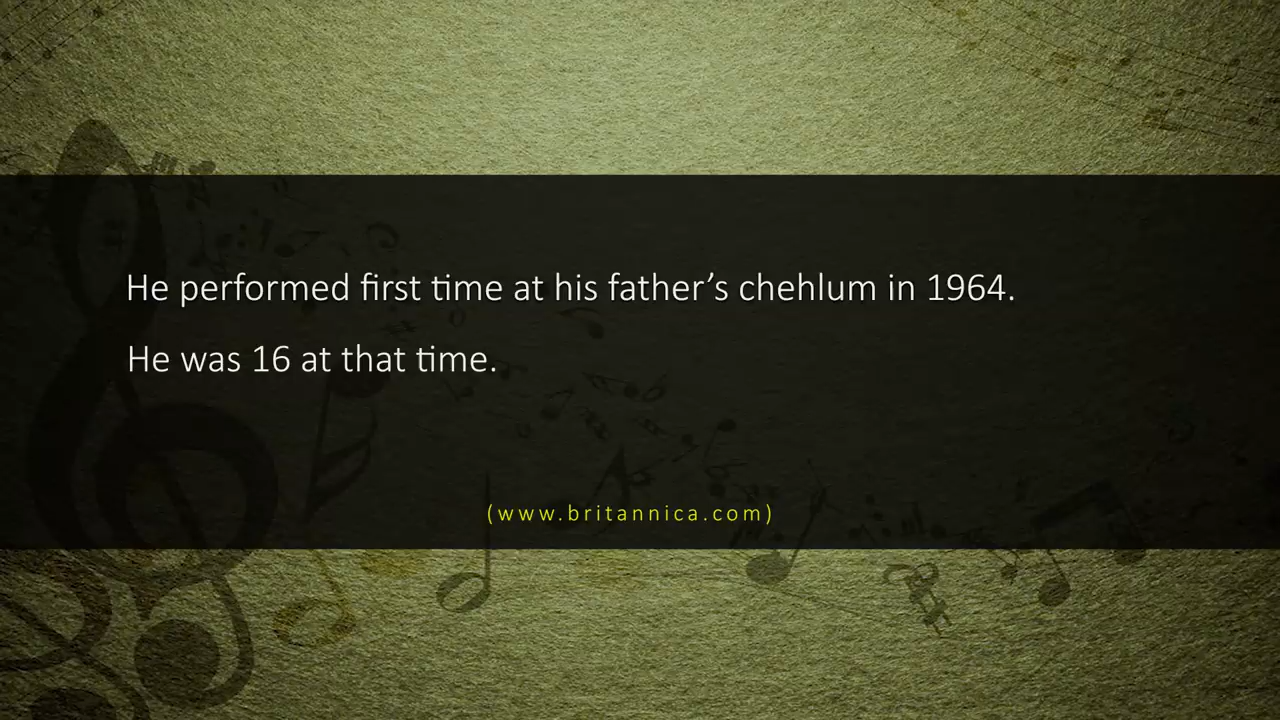 He performed first time at his father’s chehlum in 1964.
He was 16 at that time.
(www.britannica.com)